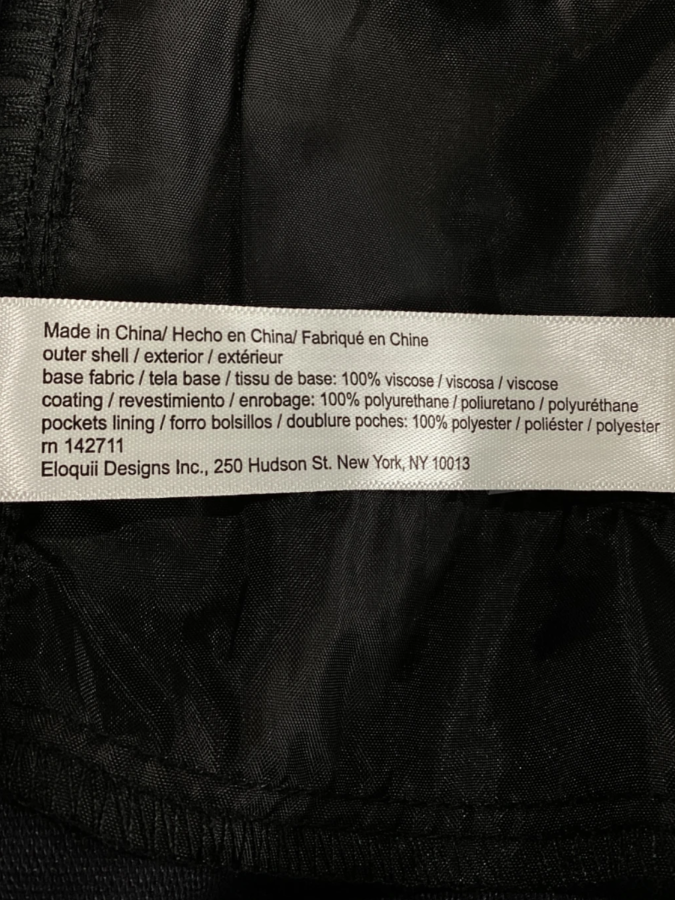 Made in China/ Hecho en China/ Fabriqué en Chine
outer shell / exterior / extérieur
base fabric / tela base / tissu de base: 100% viscose / viscosa / viscose
coating / revestimiento / enrobage: 100% polyurethane / poliuretano / polyuréthane
pockets lining / forro bolsillos / doublure poches: 100% polyester / poliéster / polyester
rn 142711
Eloquii Designs Inc., 250 Hudson St. New York, NY 10013